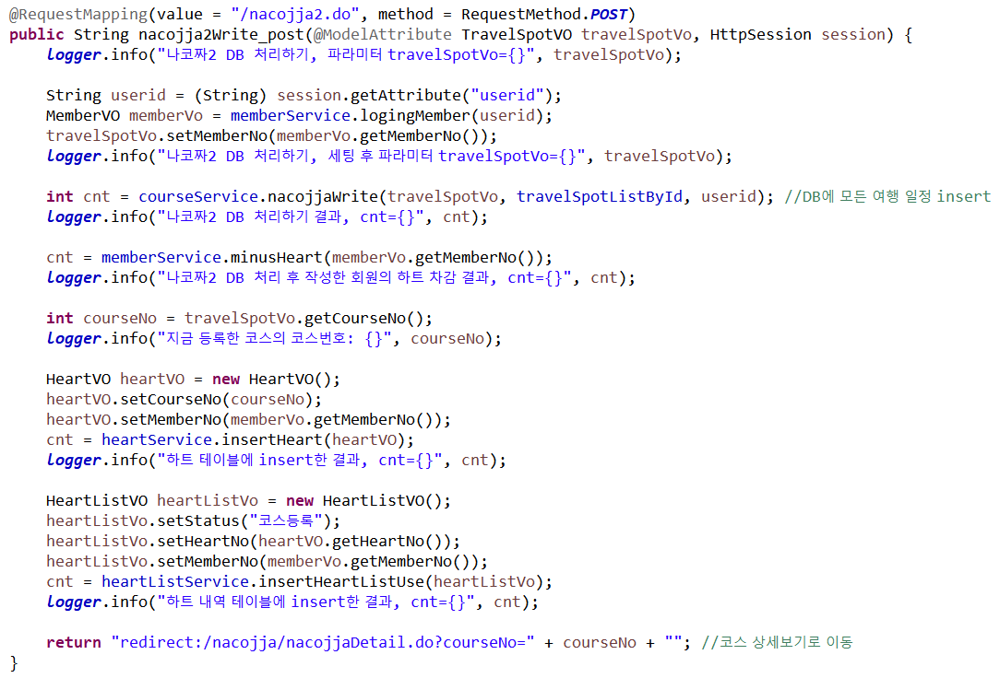 @RequestMapping(value = "/nacojja2.do", method = RequestMethod.POST)
public String nacojja2Write_post(@ModelAttribute TravelSpotVO travelSpotVo, HttpSession session) {
logger.info("나코짜2 DB 처리하기, 파라미터 travelSpotVo={}", travelSpotVo);
String userid = (String) session.getAttribute("userid");
MemberVO memberVo = memberService.logingMember(userid);
travelSpotVo.setMemberNo(memberVo.getMemberNo());
logger.info("나코짜2 DB 처리하기, 세팅 후 파라미터 travelSpotVo={}", travelSpotVo);
int cnt = courseService.nacojjaWrite(travelSpotVo, travelSpotListById, userid); //DB에 모든 여행 일정 insert
logger.info("나코짜2 DB 처리하기 결과, cnt={}", cnt);
cnt = memberService.minusHeart(memberVo.getMemberNo());
logger.info("나코짜2 DB 처리 후 작성한 회원의 하트 차감 결과, cnt={}", cnt);
int courseNo = travelSpotVo.getCourseNo();
logger.info("지금 등록한 코스의 코스번호: {}", courseNo);
HeartVO heartVO = new HeartVO();
heartVO.setCourseNo(courseNo);
heartVO.setMemberNo(memberVo.getMemberNo());
cnt = heartService.insertHeart(heartVO);
logger.info("하트 테이블에 insert한 결과, cnt={}", cnt);
HeartListVO heartListVo = new HeartListVO();
heartListVo.setStatus("코스등록");
heartListVo.setHeartNo(heartVO.getHeartNo());
heartListVo.setMemberNo(memberVo.getMemberNo());
cnt = heartListService.insertHeartListUse(heartListVo);
logger.info("하트 내역 테이블에 insert한 결과, cnt={}", cnt);
return "redirect:/nacojja/nacojjaDetail.do?courseNo=" + courseNo + ""; //코스 상세보기로 이동
}